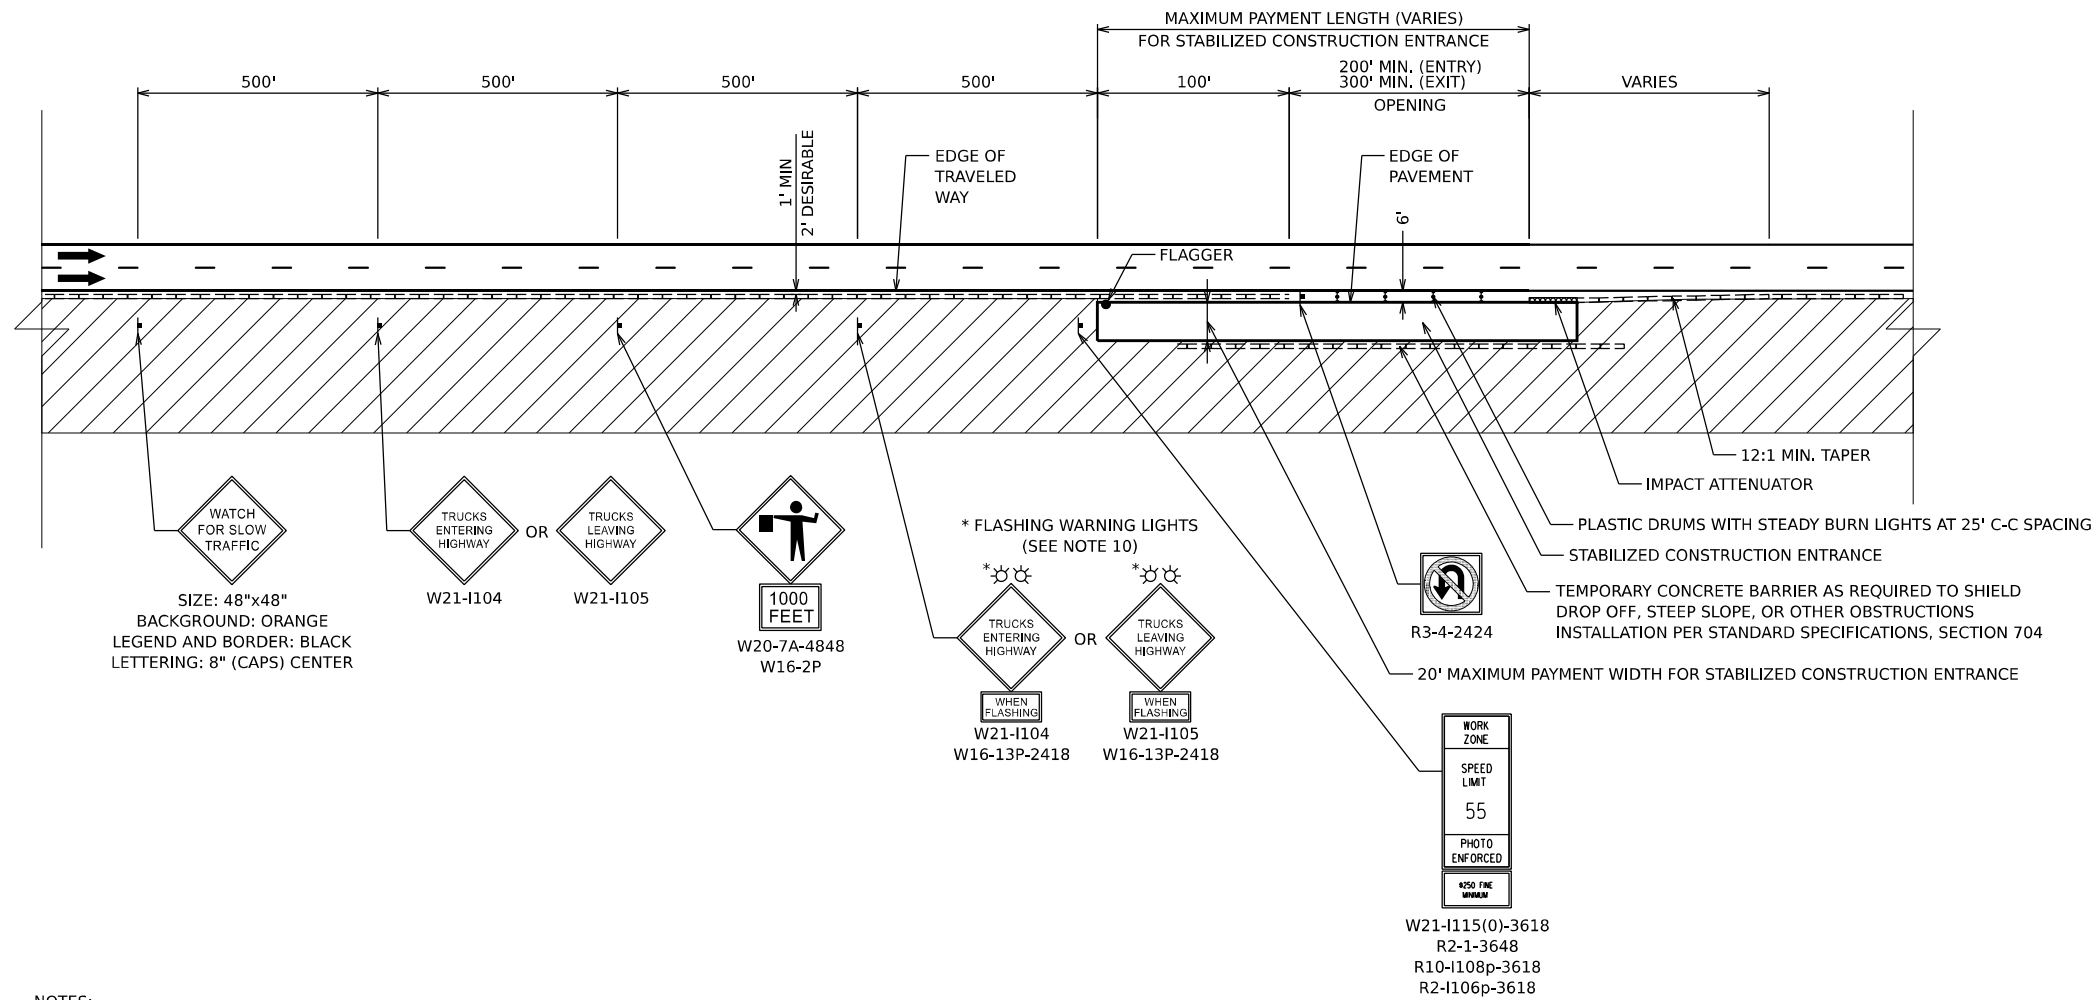 MAXIMUM PAYMENT LENGTH (VARIES)
FOR STABILIZED CONSTRUCTION ENTRANCE
500'
500'
500'
500'
100'
200' MIN. (ENTRY)
300' MIN. (EXIT)
OPENING
VARIES
1' MIN
2' DESIRABLE
EDGE OF
TRAVELED
WAY
EDGE OF
PAVEMENT
6'
FLAGGER
12:1 MIN. TAPER
IMPACT ATTENUATOR
PLASTIC DRUMS WITH STEADY BURN LIGHTS AT 25' C-C SPACING
STABILIZED CONSTRUCTION ENTRANCE
TEMPORARY CONCRETE BARRIER AS REQUIRED TO SHIELD
DROP OFF, STEEP SLOPE, OR OTHER OBSTRUCTIONS
INSTALLATION PER STANDARD SPECIFICATIONS, SECTION 704
20' MAXIMUM PAYMENT WIDTH FOR STABILIZED CONSTRUCTION ENTRANCE
WATCH
FOR SLOW
TRAFFIC
SIZE: 48"x48"
BACKGROUND: ORANGE
LEGEND AND BORDER: BLACK
LETTERING: 8" (CAPS) CENTER
TRUCKS
ENTERING
HIGHWAY
W21-I104
OR
TRUCKS
LEAVING
HIGHWAY
W21-I105
1000
FEET
W20-7A-4848
W16-2P
* FLASHING WARNING LIGHTS
(SEE NOTE 10)
*
TRUCKS
ENTERING
HIGHWAY
WHEN
FLASHING
W21-I104
W16-13P-2418
OR
*
TRUCKS
LEAVING
HIGHWAY
WHEN
FLASHING
W21-I105
W16-13P-2418
R3-4-2424
WORK
ZONE
SPEED
LIMIT
55
PHOTO
ENFORCED
$250 FINE
MINIMUM
W21-I115(0)-3618
R2-1-3648
R10-I108p-3618
R2-I106p-3618
NOTES: